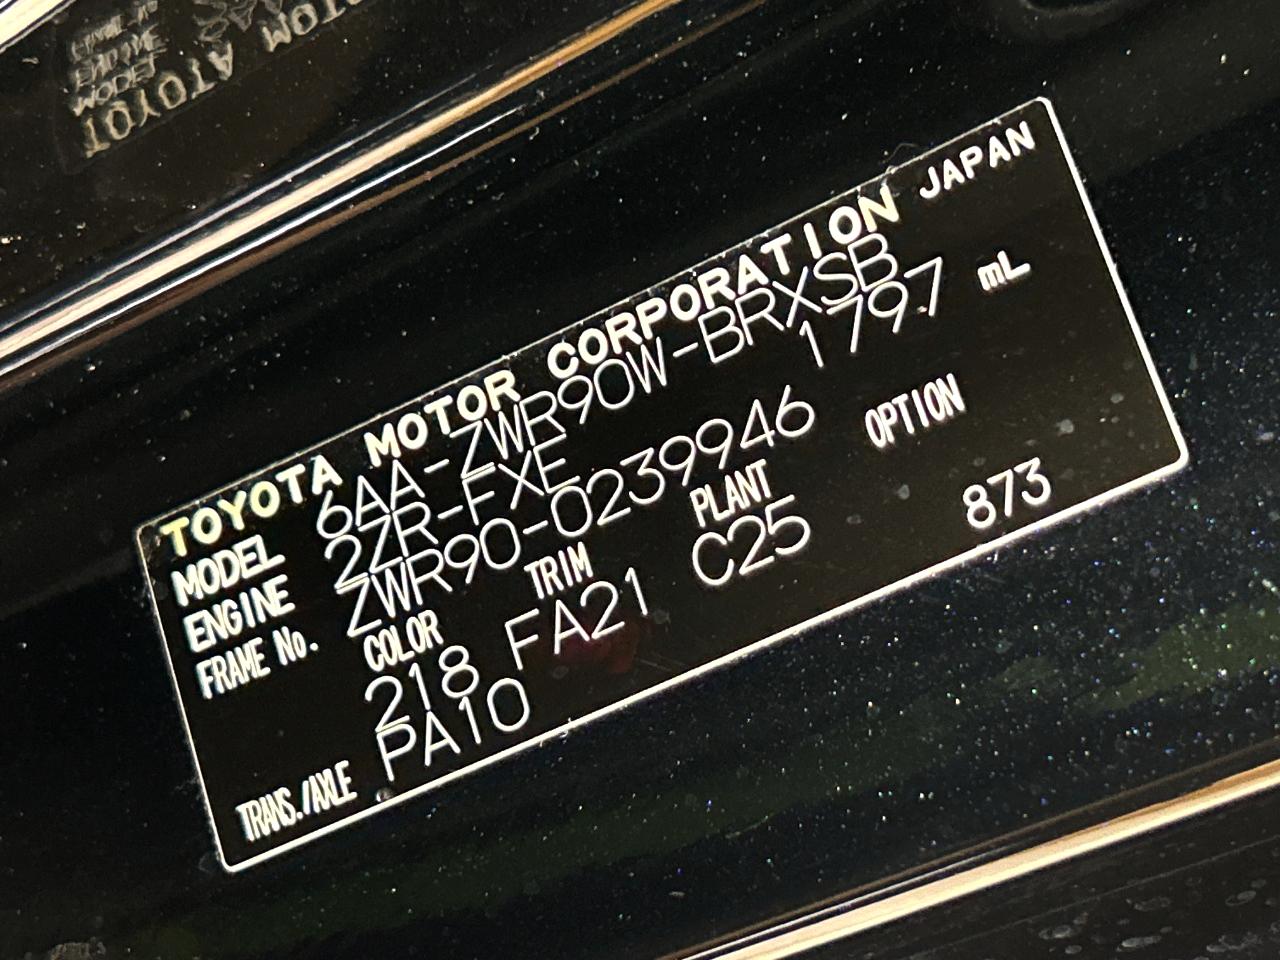 TOYOTA MOTOR CORPORATION JAPAN
MODEL 6AA-ZWR90W-BRXSB
ENGINE 2ZR-FXE 1797 mL
FRAME No. ZWR90-0239946
COLOR TRIM PLANT OPTION
218 FA21 C25 873
TRANS./AXLE PA10